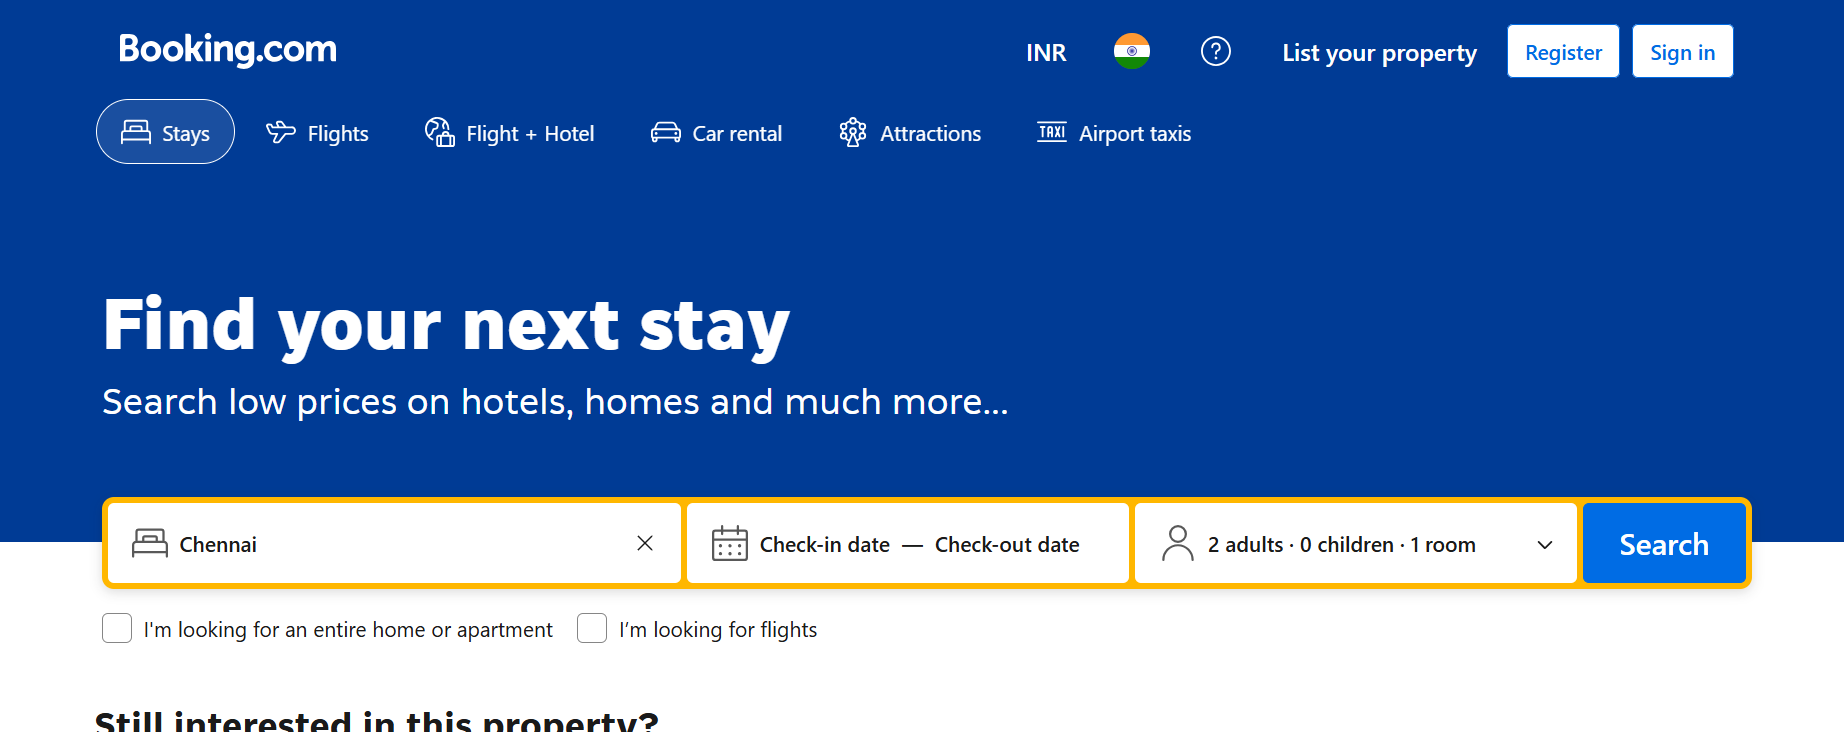 Booking.com
INR
List your property
Register
Sign in
Stays
Flights
Flight + Hotel
Car rental
Attractions
TAXI
Airport taxis
Find your next stay
Search low prices on hotels, homes and much more...
Chennai
Check-in date — Check-out date
2 adults · 0 children · 1 room
Search
I'm looking for an entire home or apartment
I’m looking for flights
Still interested in this property?